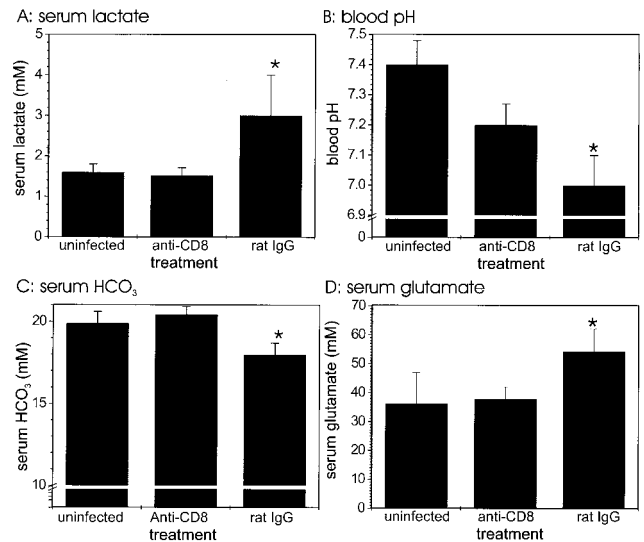 A: serum lactate
5
4
3
2
1
0
serum lactate (mM)
*
uninfected anti-CD8 rat IgG
treatment
B: blood pH
7.5
7.4
7.3
7.2
7.1
7.0
6.9
0
blood pH
*
uninfected anti-CD8 rat IgG
treatment
C: serum HCO₃
20
15
10
serum HCO₃ (mM)
*
uninfected Anti-CD8 rat IgG
treatment
D: serum glutamate
70
60
50
40
30
20
10
0
serum glutamate (mM)
*
uninfected anti-CD8 rat IgG
treatment